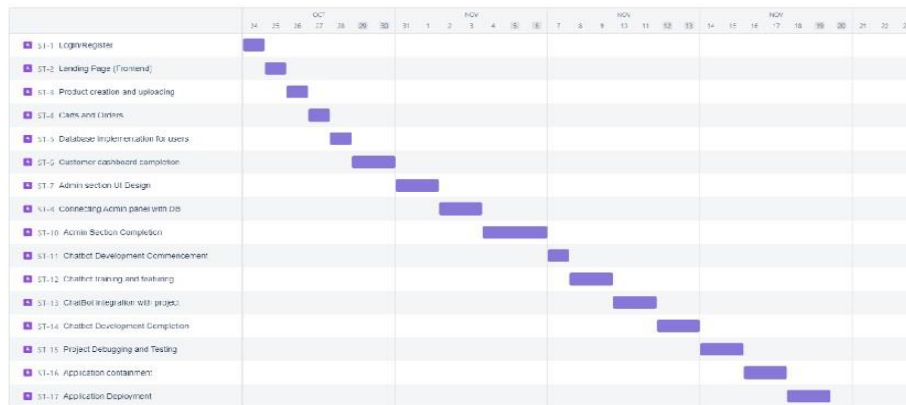 OCT NOV NOV NOV
24 25 26 27 28 29 30 31 1 2 3 4 5 6 7 8 9 10 11 12 13 14 15 16 17 18 19 20 21 22
ST-1 Login/Register
ST-2 Landing Page (Frontend)
ST-3 Product creation and uploading
ST-4 Carts and Orders
ST-5 Database Implementation for users
ST-6 Customer dashboard completion
ST-7 Admin section UI Design
ST-8 Connecting Admin panel with DB
ST-10 Admin Section Completion
ST-11 Chatbot Development Commencement
ST-12 Chatbot training and featuring
ST-13 ChatBot integration with project
ST-14 Chatbot Development Completion
ST-15 Project Debugging and Testing
ST-16 Application containment
ST-17 Application Deployment